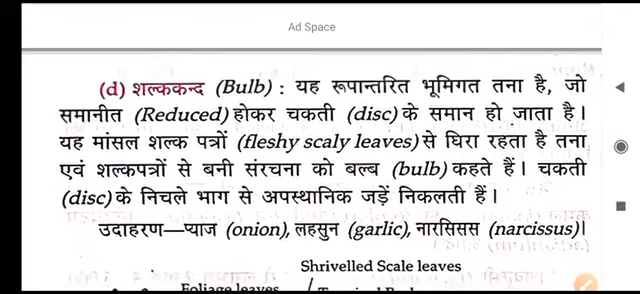 Ad Space
(d) शल्ककन्द (Bulb) : यह रूपान्तरित भूमिगत तना है, जो
समानीत (Reduced) होकर चकती (disc) के समान हो जाता है।
यह मांसल शल्क पत्रों (fleshy scaly leaves) से घिरा रहता है तना
एवं शल्कपत्रों से बनी संरचना को बल्ब (bulb) कहते हैं। चकती
(disc) के निचले भाग से अपस्थानिक जड़ें निकलती हैं।
उदाहरण—प्याज (onion), लहसुन (garlic), नारसिसस (narcissus)।
Shrivelled Scale leaves
Foliage leaves